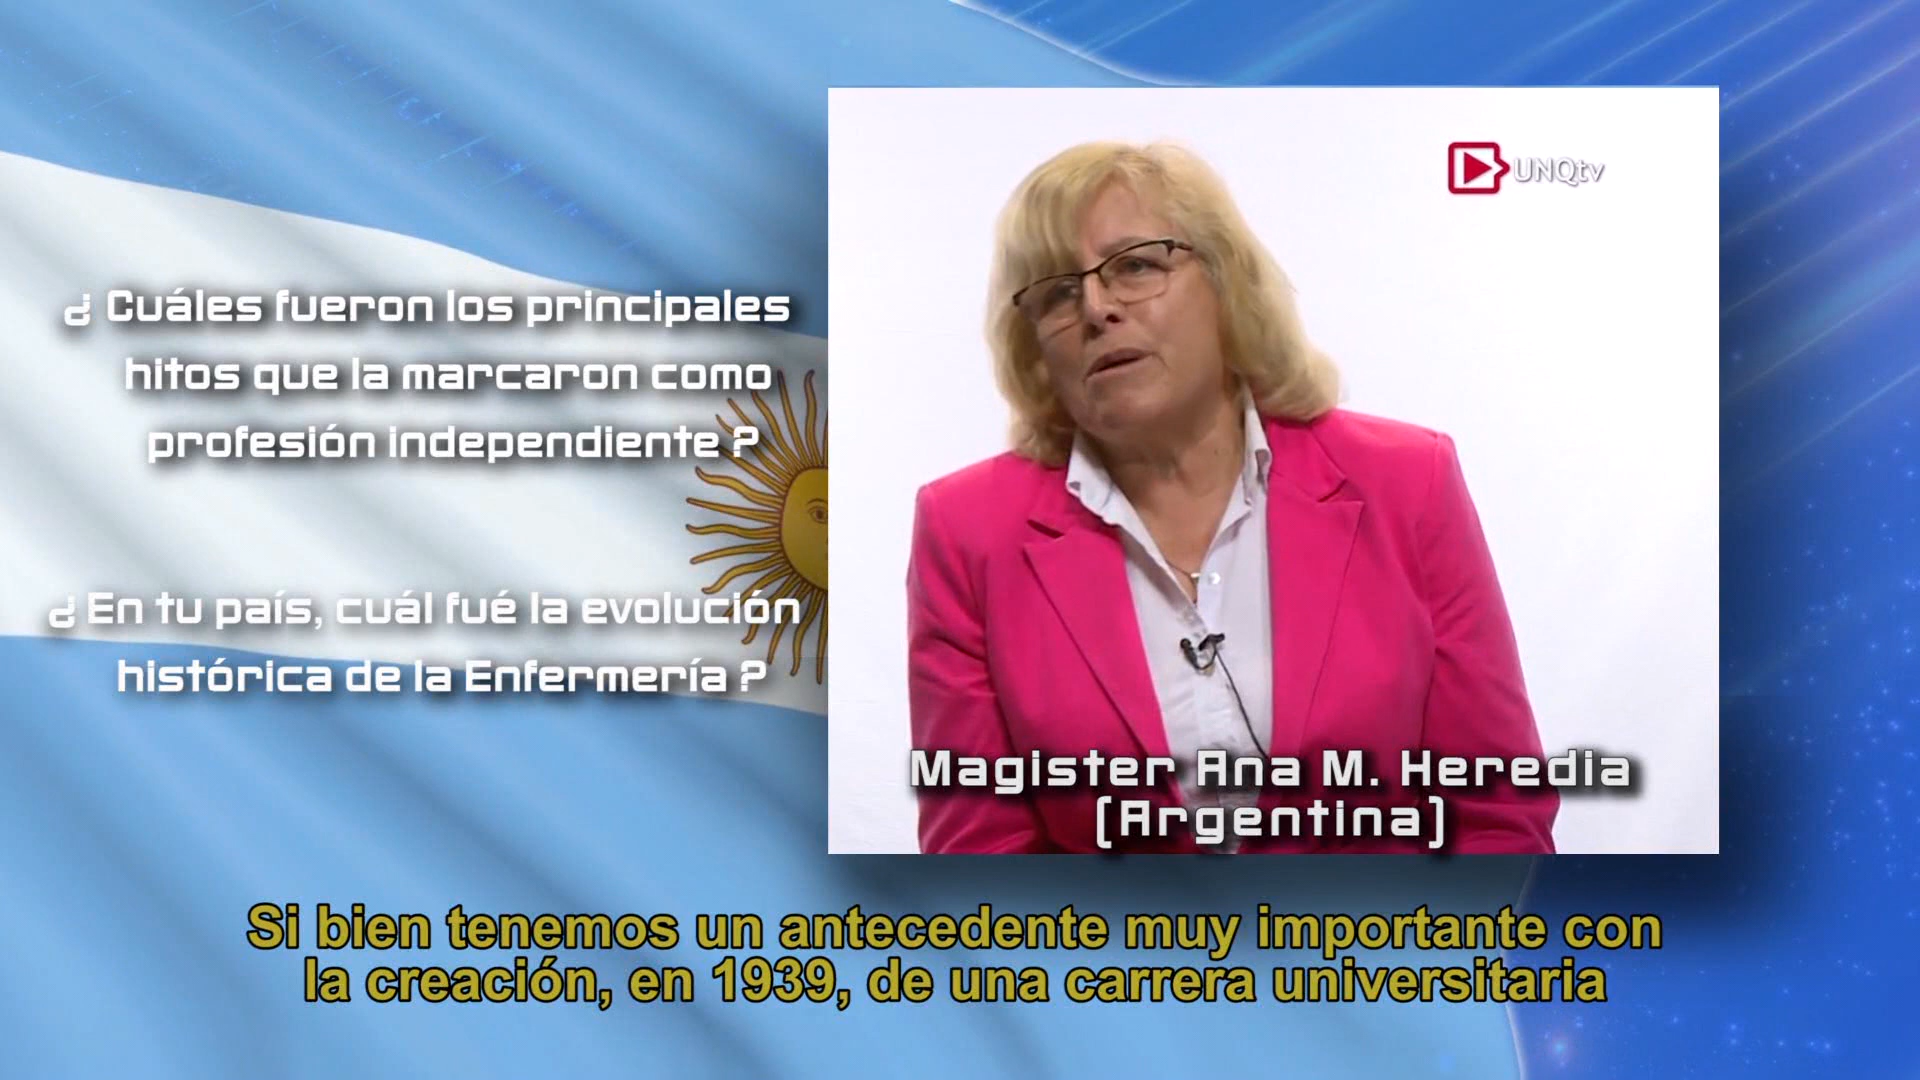 ¿ Cuáles fueron los principales
hitos que la marcaron como
profesión independiente ?
¿ En tu país, cuál fué la evolución
histórica de la Enfermería ?
UNQtv
Magister Ana M. Heredia
(Argentina)
Si bien tenemos un antecedente muy importante con
la creación, en 1939, de una carrera universitaria